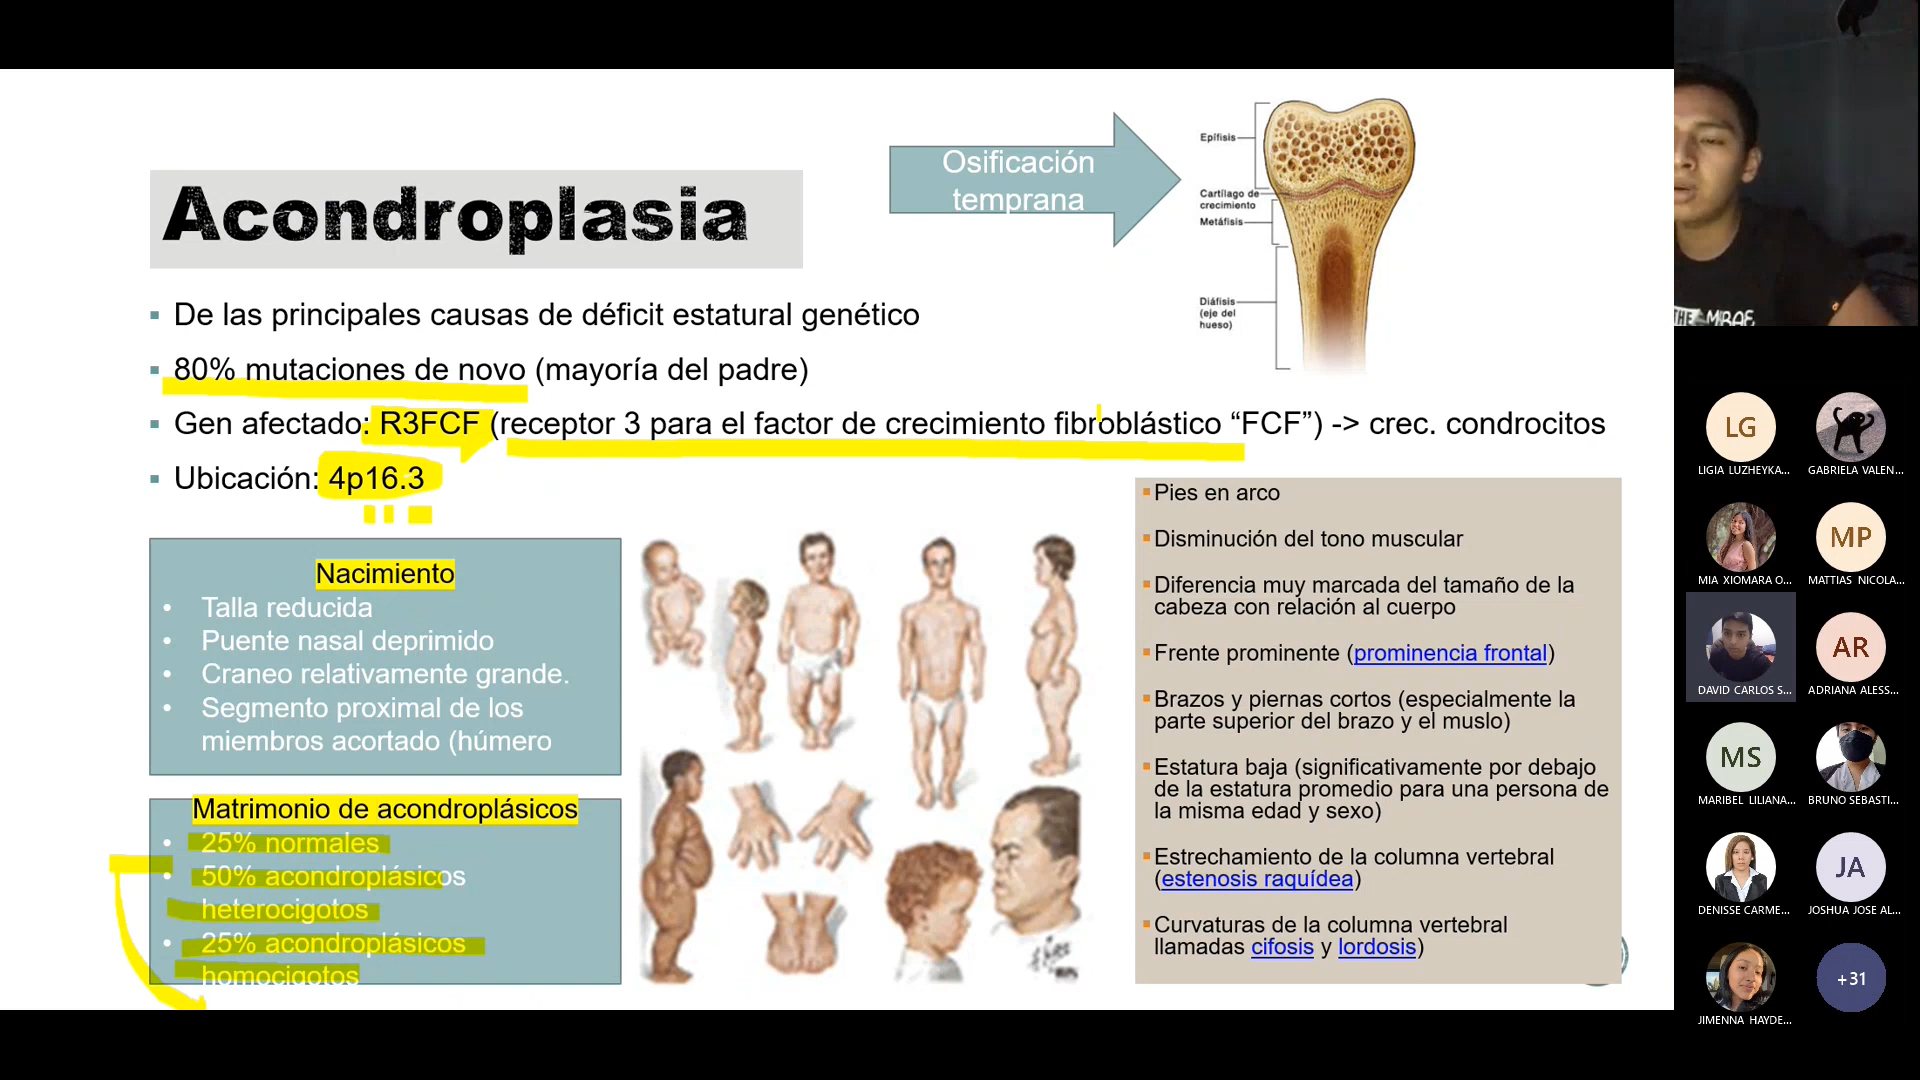 Acondroplasia
Osificación
temprana
Epífisis
Cartílago de
crecimiento
Metáfisis
Diáfisis
(eje del
hueso)
De las principales causas de déficit estatural genético
80% mutaciones de novo (mayoría del padre)
Gen afectado: R3FCF (receptor 3 para el factor de crecimiento fibroblástico “FCF”) -> crec. condrocitos
Ubicación: 4p16.3
Nacimiento
Talla reducida
Puente nasal deprimido
Craneo relativamente grande.
Segmento proximal de los
miembros acortado (húmero
Matrimonio de acondroplásicos
25% normales
50% acondroplásicos
heterocigotos
25% acondroplásicos
homocigotos
Pies en arco
Disminución del tono muscular
Diferencia muy marcada del tamaño de la
cabeza con relación al cuerpo
Frente prominente (prominencia frontal)
Brazos y piernas cortos (especialmente la
parte superior del brazo y el muslo)
Estatura baja (significativamente por debajo
de la estatura promedio para una persona de
la misma edad y sexo)
Estrechamiento de la columna vertebral
(estenosis raquídea)
Curvaturas de la columna vertebral
llamadas cifosis y lordosis)
THE
LG
LIGIA LUZHEYKA...
GABRIELA VALEN...
MIA XIOMARA O...
MP
MATTIAS NICOLA...
DAVID CARLOS S...
AR
ADRIANA ALESS...
MS
MARIBEL LILIANA...
BRUNO SEBASTI...
DENISSE CARME...
JA
JOSHUA JOSE AL...
JIMENNA HAYDE...
+31